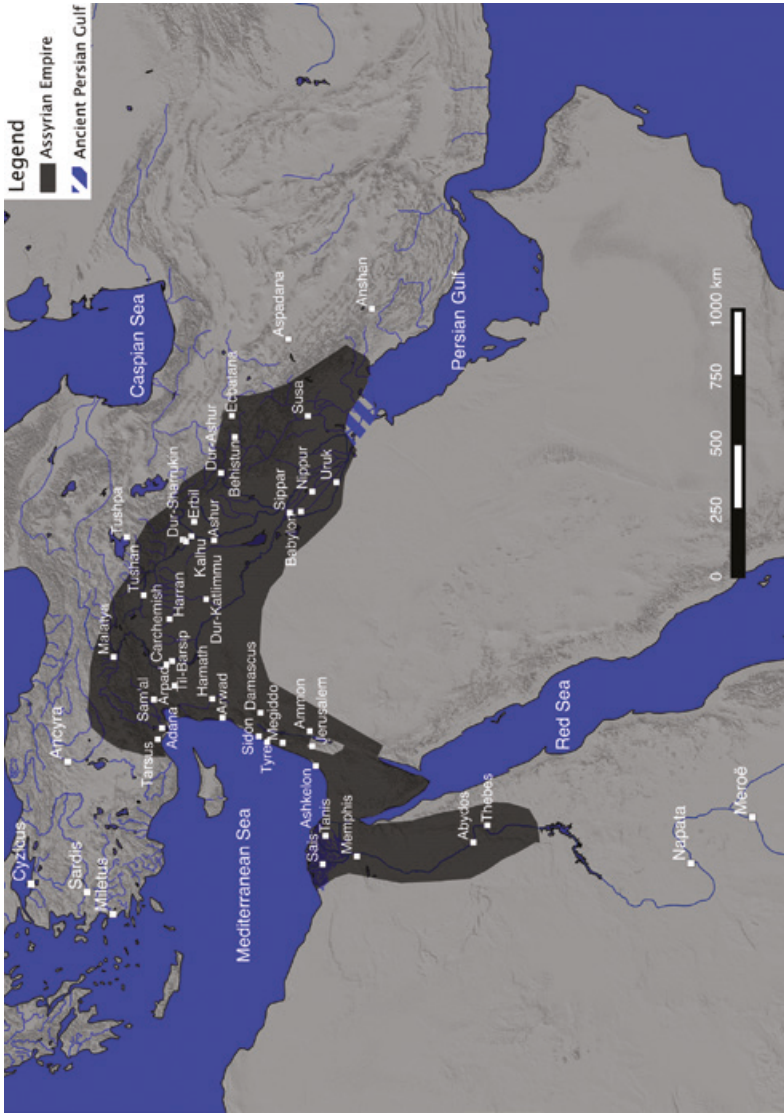 Legend
Assyrian Empire
Ancient Persian Gulf
Cyzicus
Ancyra
Sardis
Miletus
Caspian Sea
Malatya
Tushpa
Tushan
Sam'al
Arpad
Carchemish
Til-Barsip
Harran
Dur-Sharrukin
Erbil
Kalhu
Ashur
Tarsus
Adana
Hamath
Arwad
Dur-Katlimmu
Dur-Ashur
Ecbatana
Behistun
Aspadana
Mediterranean Sea
Sidon
Damascus
Tyre
Megiddo
Ammon
Jerusalem
Ashkelon
Sippar
Babylon
Nippur
Uruk
Susa
Anshan
Sais
Tanis
Memphis
Persian Gulf
Abydos
Thebes
Red Sea
Napata
Meroë
0 250 500 750 1000 km